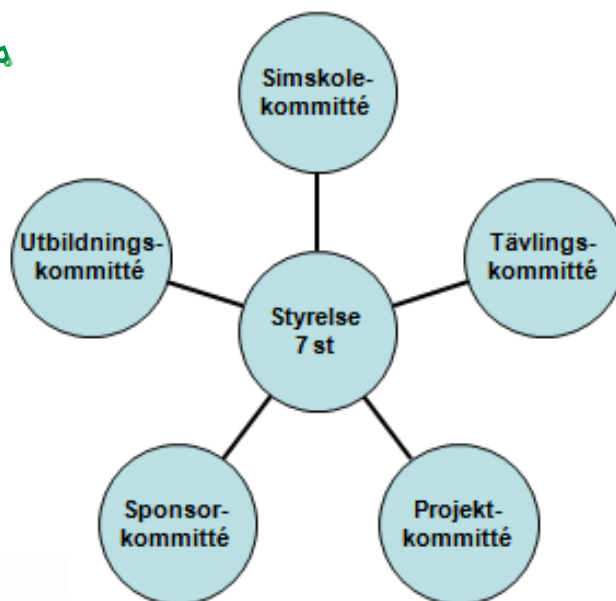 Simskole-
kommitté
Utbildnings-
kommitté
Tävlings-
kommitté
Styrelse
7 st
Sponsor-
kommitté
Projekt-
kommitté